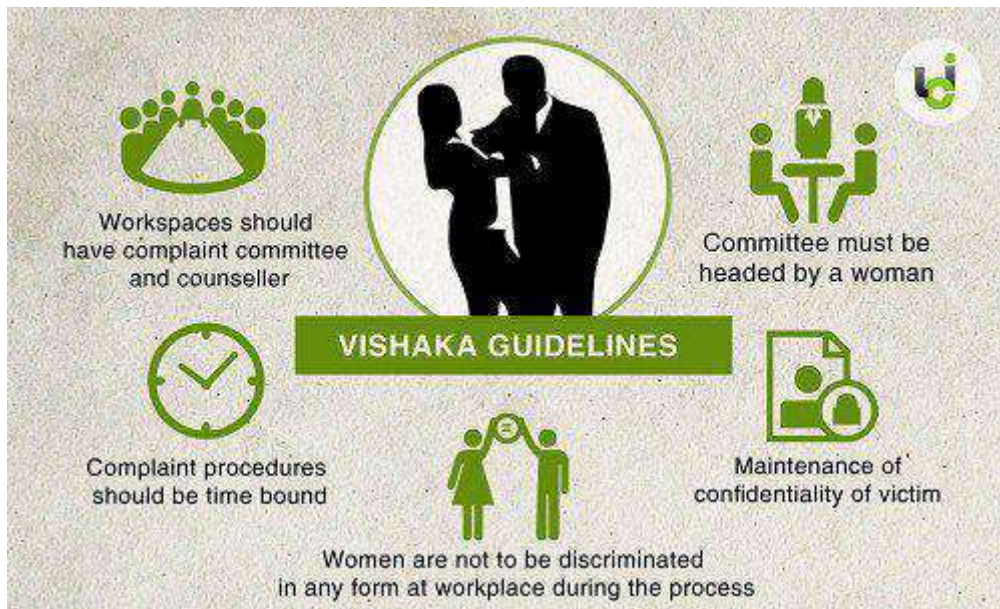 Workspaces should
have complaint committee
and counseller
Committee must be
headed by a woman
VISHAKA GUIDELINES
Complaint procedures
should be time bound
Maintenance of
confidentiality of victim
Women are not to be discriminated
in any form at workplace during the process